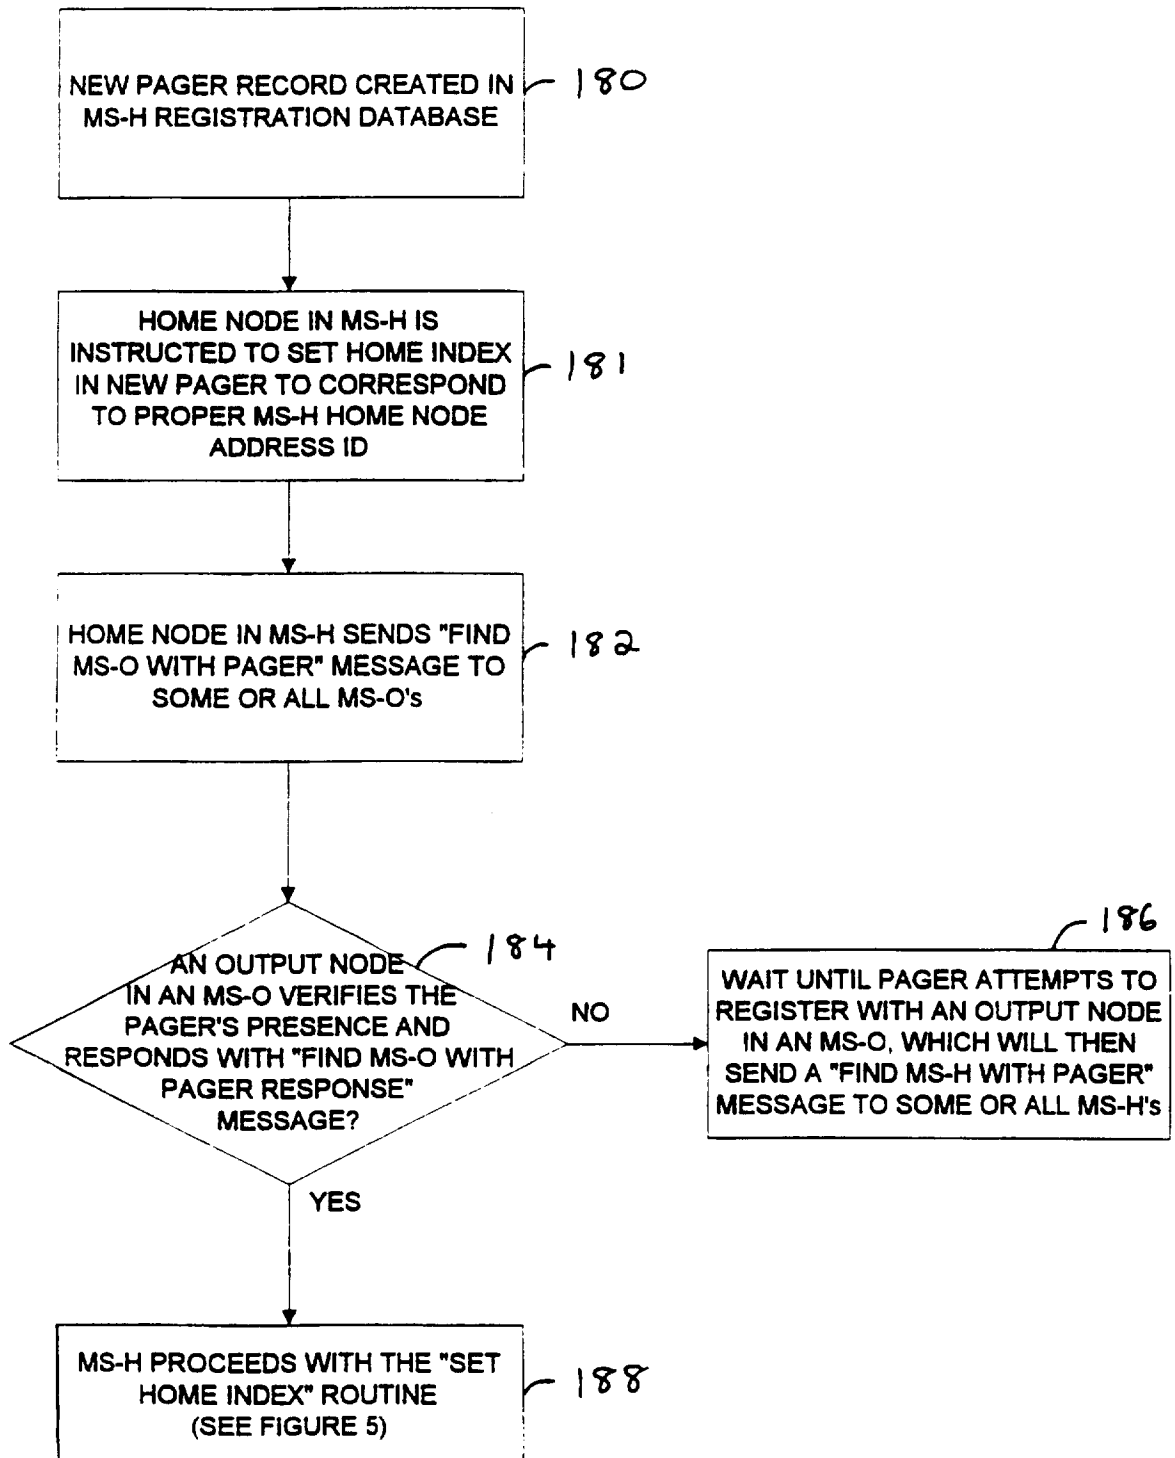 NEW PAGER RECORD CREATED IN
MS-H REGISTRATION DATABASE
180
HOME NODE IN MS-H IS
INSTRUCTED TO SET HOME INDEX
IN NEW PAGER TO CORRESPOND
TO PROPER MS-H HOME NODE
ADDRESS ID
181
HOME NODE IN MS-H SENDS "FIND
MS-O WITH PAGER" MESSAGE TO
SOME OR ALL MS-O's
182
AN OUTPUT NODE
IN AN MS-O VERIFIES THE
PAGER'S PRESENCE AND
RESPONDS WITH "FIND MS-O WITH
PAGER RESPONSE"
MESSAGE?
184
NO
186
WAIT UNTIL PAGER ATTEMPTS TO
REGISTER WITH AN OUTPUT NODE
IN AN MS-O, WHICH WILL THEN
SEND A "FIND MS-H WITH PAGER"
MESSAGE TO SOME OR ALL MS-H's
YES
MS-H PROCEEDS WITH THE "SET
HOME INDEX" ROUTINE
(SEE FIGURE 5)
188